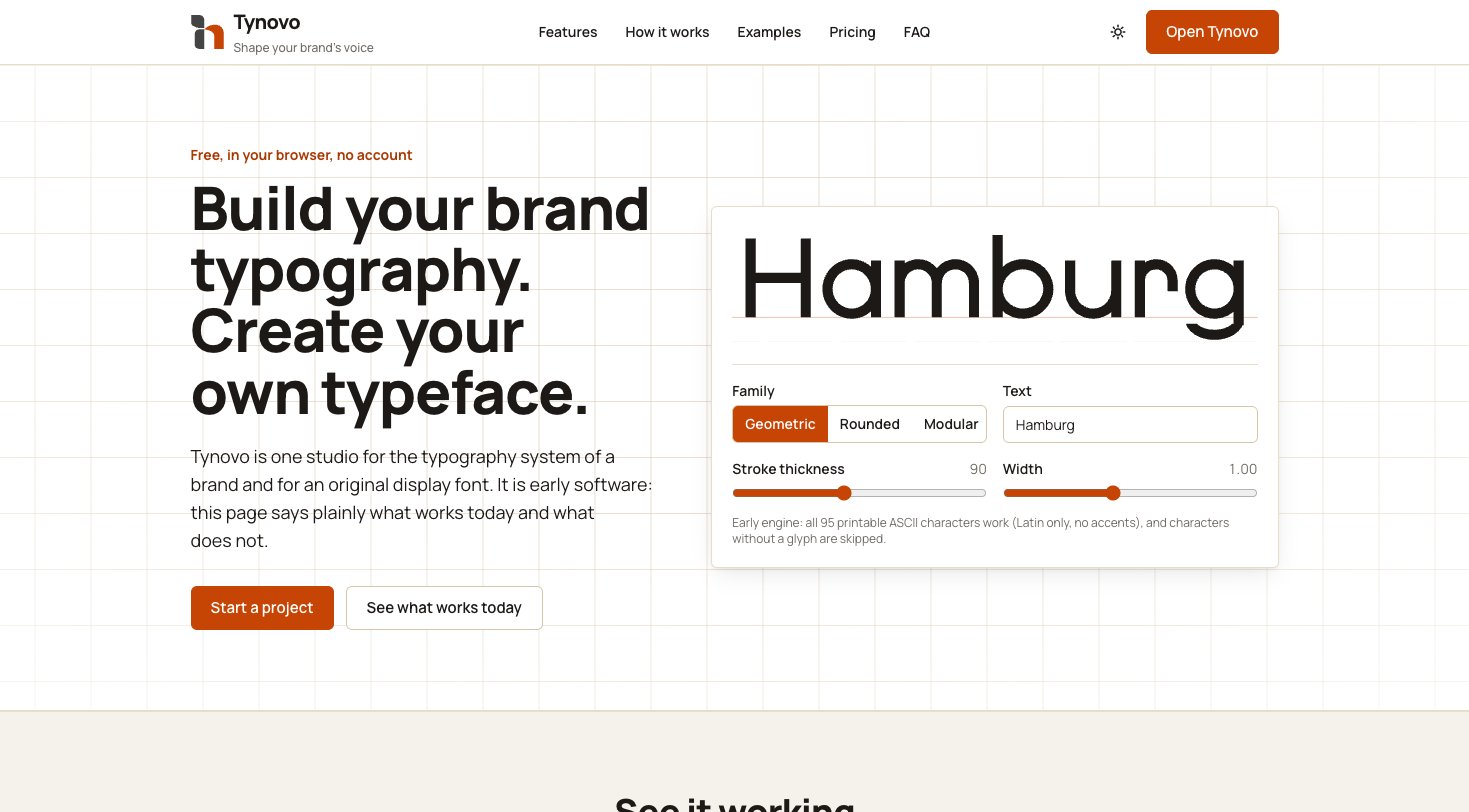 Tynovo
Shape your brand's voice
Features
How it works
Examples
Pricing
FAQ
Open Tynovo
Free, in your browser, no account
Build your brand
typography.
Create your
own typeface.
Tynovo is one studio for the typography system of a
brand and for an original display font. It is early software:
this page says plainly what works today and what
does not.
Start a project
See what works today
Hamburg
Family
Geometric
Rounded
Modular
Text
Hamburg
Stroke thickness
90
Width
1.00
Early engine: all 95 printable ASCII characters work (Latin only, no accents), and characters
without a glyph are skipped.
See it working